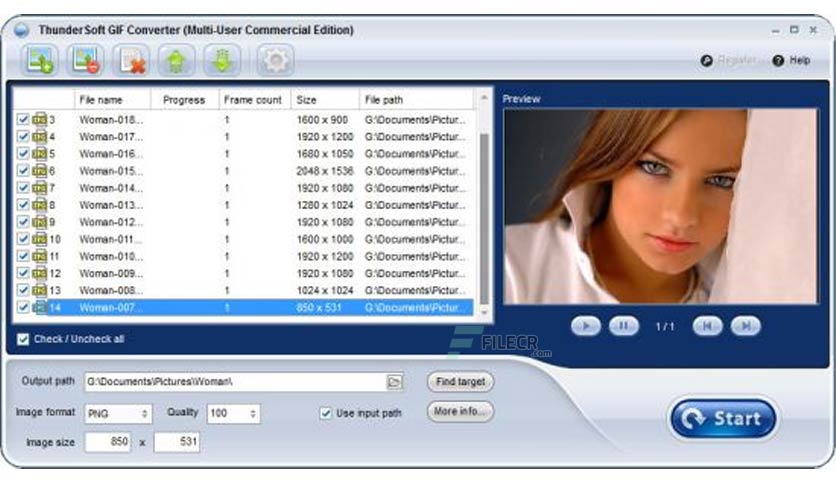 ThunderSoft GIF Converter (Multi-User Commercial Edition)
Register Help
File name Progress Frame count Size File path
3 Woman-018... 1 1600 x 900 G:\Documents\Pictur...
4 Woman-017... 1 1920 x 1200 G:\Documents\Pictur...
5 Woman-016... 1 1680 x 1050 G:\Documents\Pictur...
6 Woman-015... 1 2048 x 1536 G:\Documents\Pictur...
7 Woman-014... 1 1920 x 1080 G:\Documents\Pictur...
8 Woman-013... 1 1280 x 1024 G:\Documents\Pictur...
9 Woman-012... 1 1920 x 1080 G:\Documents\Pictur...
10 Woman-011... 1 1600 x 1000 G:\Documents\Pictur...
11 Woman-010... 1 1920 x 1200 G:\Documents\Pictur...
12 Woman-009... 1 1920 x 1080 G:\Documents\Pictur...
13 Woman-008... 1 1024 x 1024 G:\Documents\Pictur...
14 Woman-007... 1 850 x 531 G:\Documents\Pictur...
Preview
1/1
Check / Uncheck all
FILECR
.com
Output path G:\Documents\Pictures\Woman\ Find target
Image format PNG Quality 100 Use input path More info...
Image size 850 x 531
Start